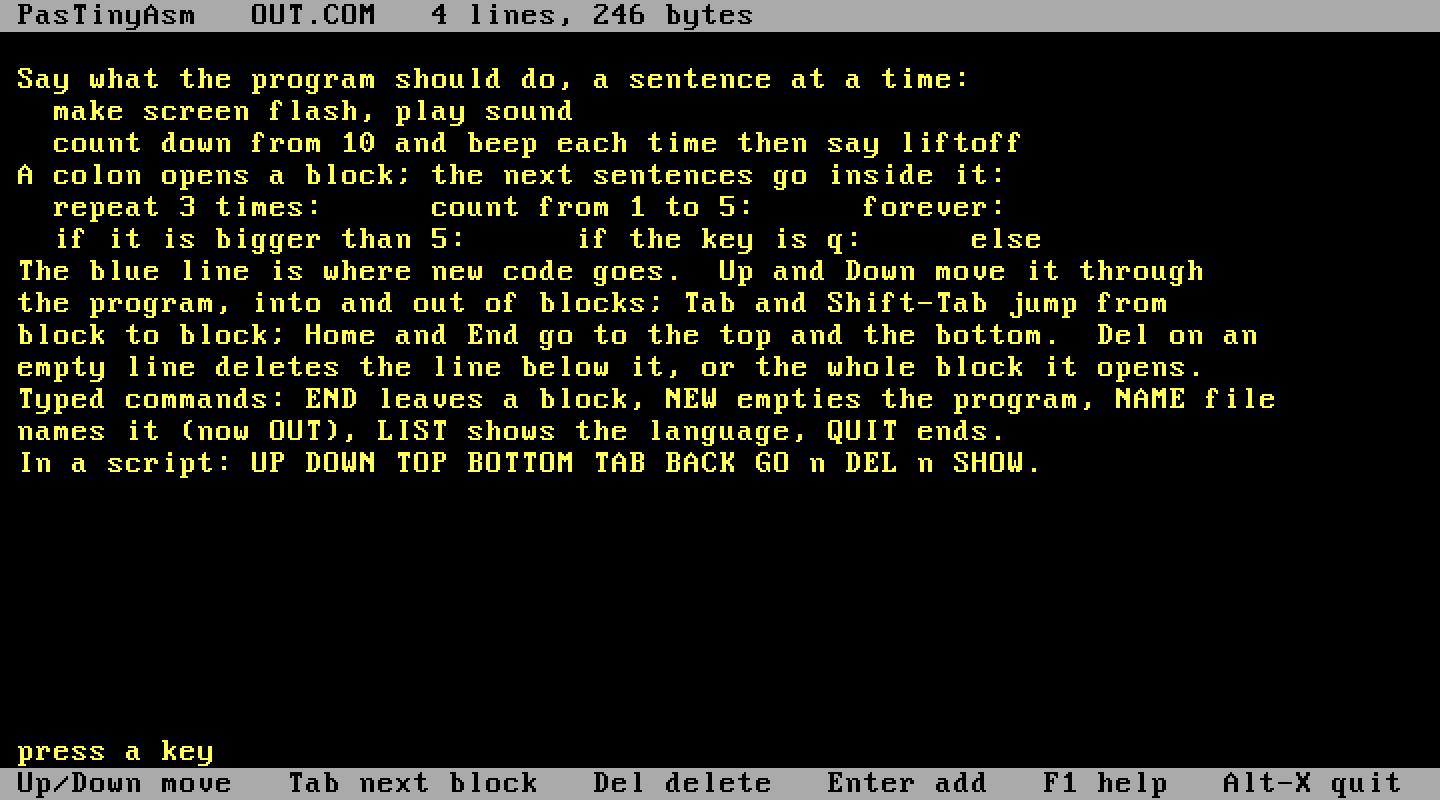 PasTinyAsm   OUT.COM   4 lines, 246 bytes
Say what the program should do, a sentence at a time:
  make screen flash, play sound
  count down from 10 and beep each time then say liftoff
A colon opens a block; the next sentences go inside it:
  repeat 3 times:      count from 1 to 5:      forever:
  if it is bigger than 5:      if the key is q:      else
The blue line is where new code goes.  Up and Down move it through
the program, into and out of blocks; Tab and Shift-Tab jump from
block to block; Home and End go to the top and the bottom.  Del on an
empty line deletes the line below it, or the whole block it opens.
Typed commands: END leaves a block, NEW empties the program, NAME file
names it (now OUT), LIST shows the language, QUIT ends.
In a script: UP DOWN TOP BOTTOM TAB BACK GO n DEL n SHOW.
press a key
Up/Down move   Tab next block   Del delete   Enter add   F1 help   Alt-X quit